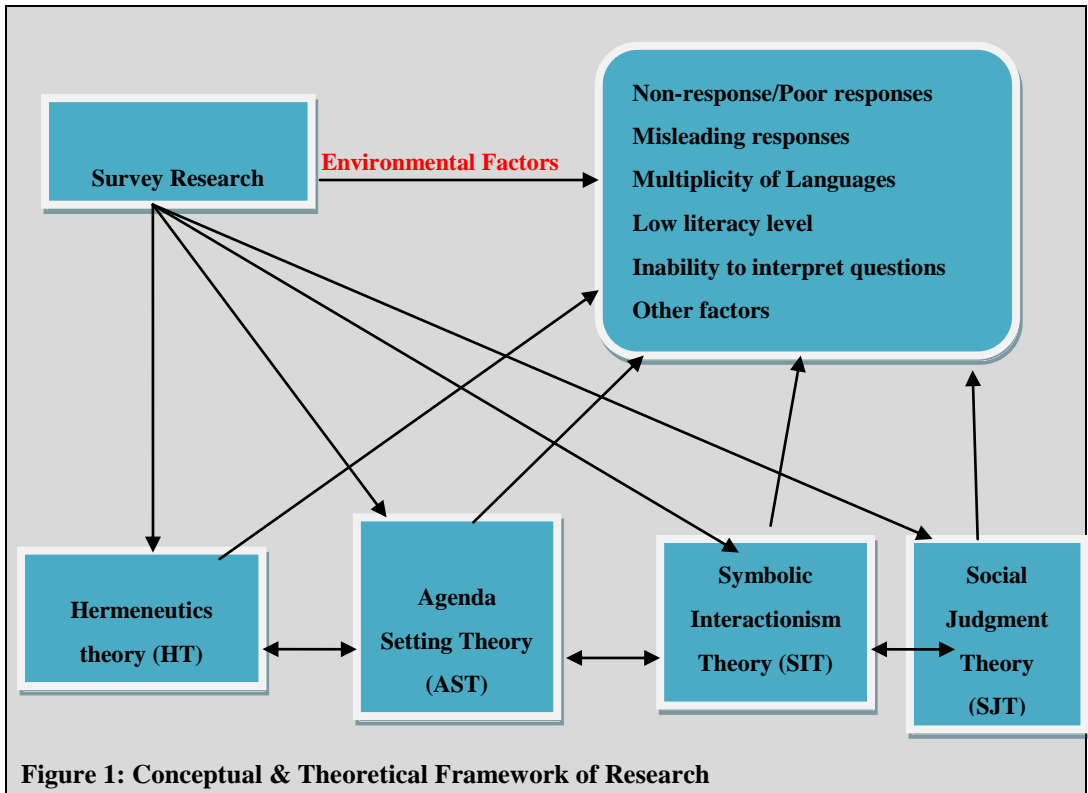 Survey Research
Environmental Factors
Non-response/Poor responses
Misleading responses
Multiplicity of Languages
Low literacy level
Inability to interpret questions
Other factors
Hermeneutics
theory (HT)
Agenda
Setting Theory
(AST)
Symbolic
Interactionism
Theory (SIT)
Social
Judgment
Theory
(SJT)
Figure 1: Conceptual & Theoretical Framework of Research